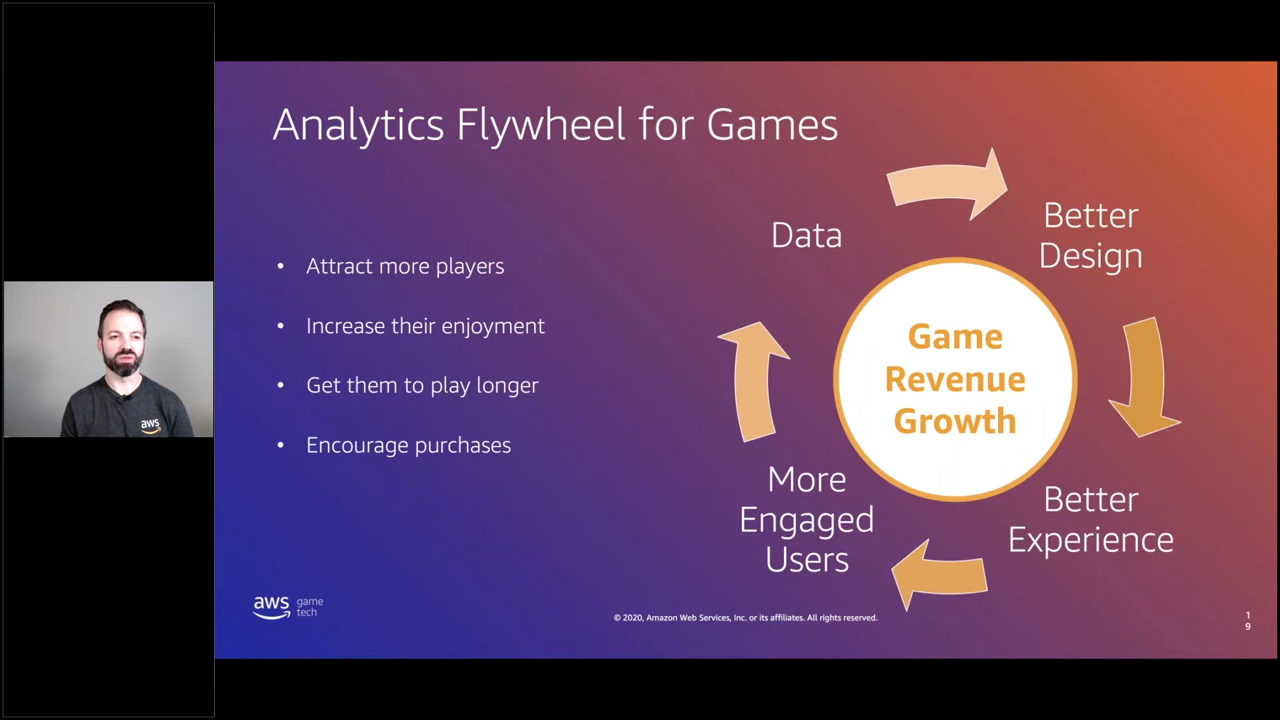 Analytics Flywheel for Games
Attract more players
Increase their enjoyment
Get them to play longer
Encourage purchases
Data
Better
Design
Better
Experience
More
Engaged
Users
Game
Revenue
Growth
aws
aws
game
tech
© 2020, Amazon Web Services, Inc. or its affiliates. All rights reserved.
1
9